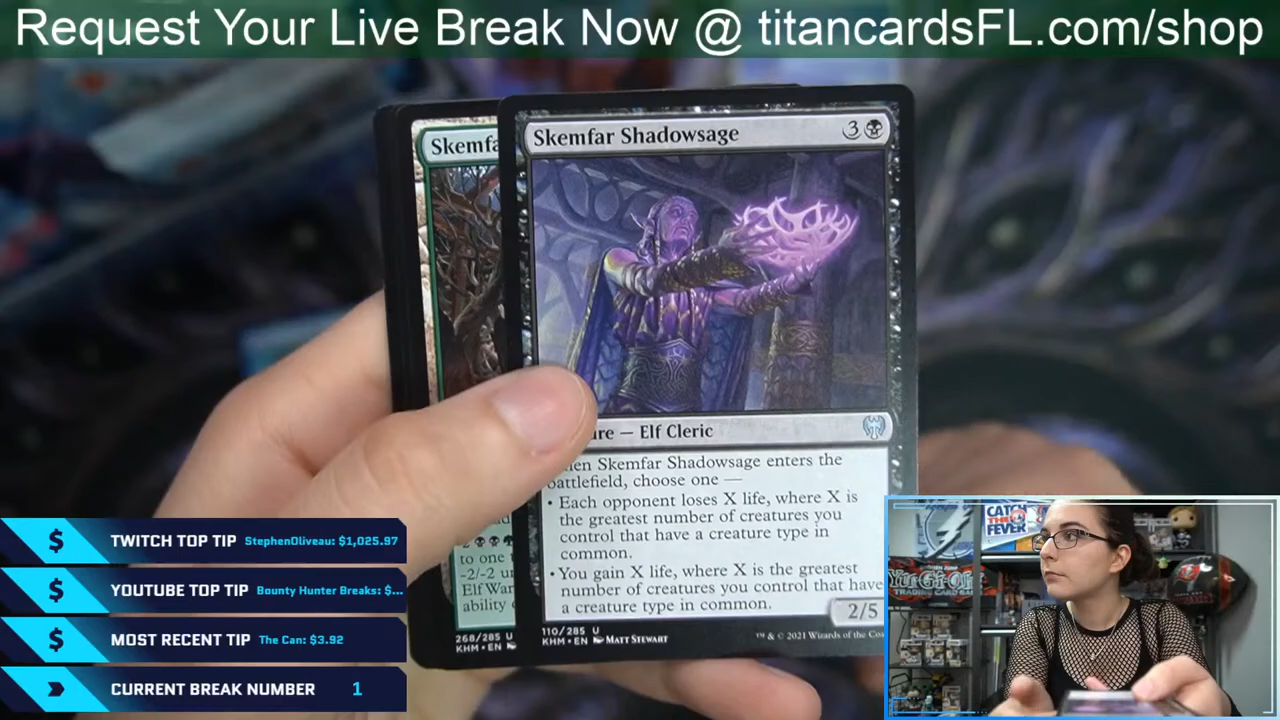 Request Your Live Break Now @ titancardsFL.com/shop
Skemfa
Skemfar Shadowsage
3
re — Elf Cleric
en Skemfar Shadowsage enters the
battlefield, choose one —
• Each opponent loses X life, where X is
the greatest number of creatures you
control that have a creature type in
common.
• You gain X life, where X is the greatest
number of creatures you control that have
a creature type in common.
2/5
110/285 U
KHM • EN MATT STEWART
™ & © 2021 Wizards of the Coa
2
to one
-2/-2 u
Elf War
ability
268/285 U
KHM • EN
TWITCH TOP TIP StephenOliveau: $1,025.97
YOUTUBE TOP TIP Bounty Hunter Breaks: $...
MOST RECENT TIP The Can: $3.92
CURRENT BREAK NUMBER 1
CATCH
THE
FEVER
Yu-Gi-Oh!
TRADING CARD GAME